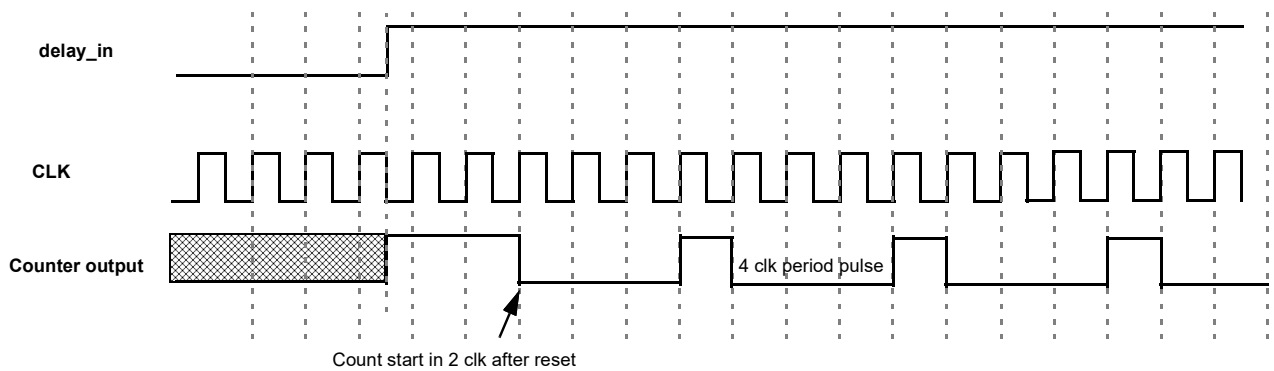 delay_in
CLK
Counter output
4 clk period pulse
Count start in 2 clk after reset